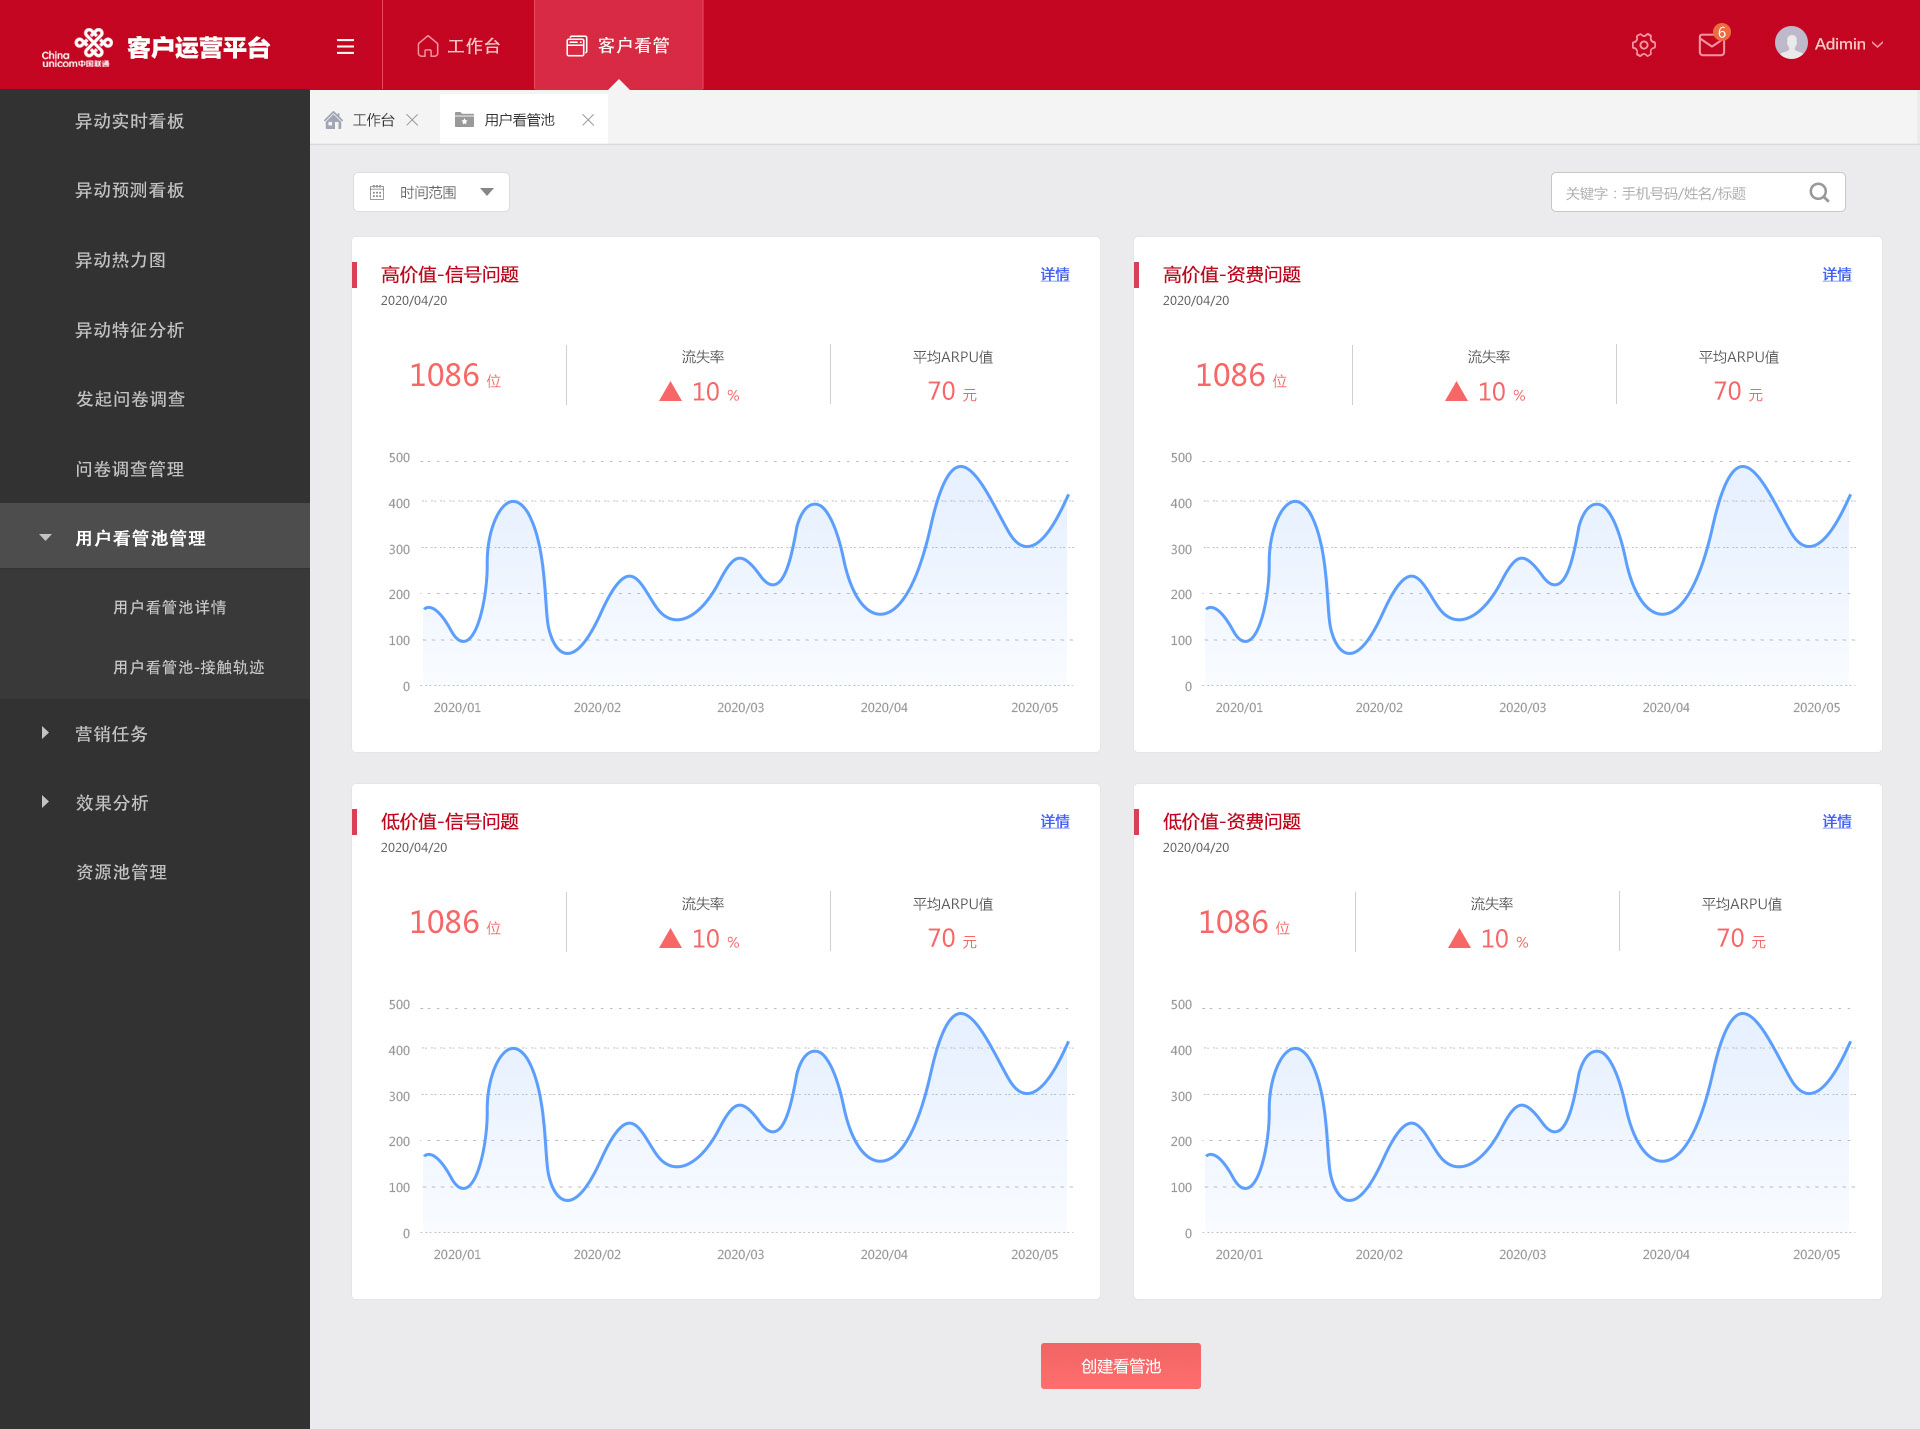 China
unicom中国联通
客户运营平台
工作台
客户看管
6
Adimin
异动实时看板
异动预测看板
异动热力图
异动特征分析
发起问卷调查
问卷调查管理
用户看管池管理
用户看管池详情
用户看管池-接触轨迹
营销任务
效果分析
资源池管理
工作台
用户看管池
时间范围
关键字：手机号码/姓名/标题
高价值-信号问题
详情
2020/04/20
1086 位
流失率
10 %
平均ARPU值
70 元
500
400
300
200
100
0
2020/01 2020/02 2020/03 2020/04 2020/05
高价值-资费问题
详情
2020/04/20
1086 位
流失率
10 %
平均ARPU值
70 元
500
400
300
200
100
0
2020/01 2020/02 2020/03 2020/04 2020/05
低价值-信号问题
详情
2020/04/20
1086 位
流失率
10 %
平均ARPU值
70 元
500
400
300
200
100
0
2020/01 2020/02 2020/03 2020/04 2020/05
低价值-资费问题
详情
2020/04/20
1086 位
流失率
10 %
平均ARPU值
70 元
500
400
300
200
100
0
2020/01 2020/02 2020/03 2020/04 2020/05
创建看管池